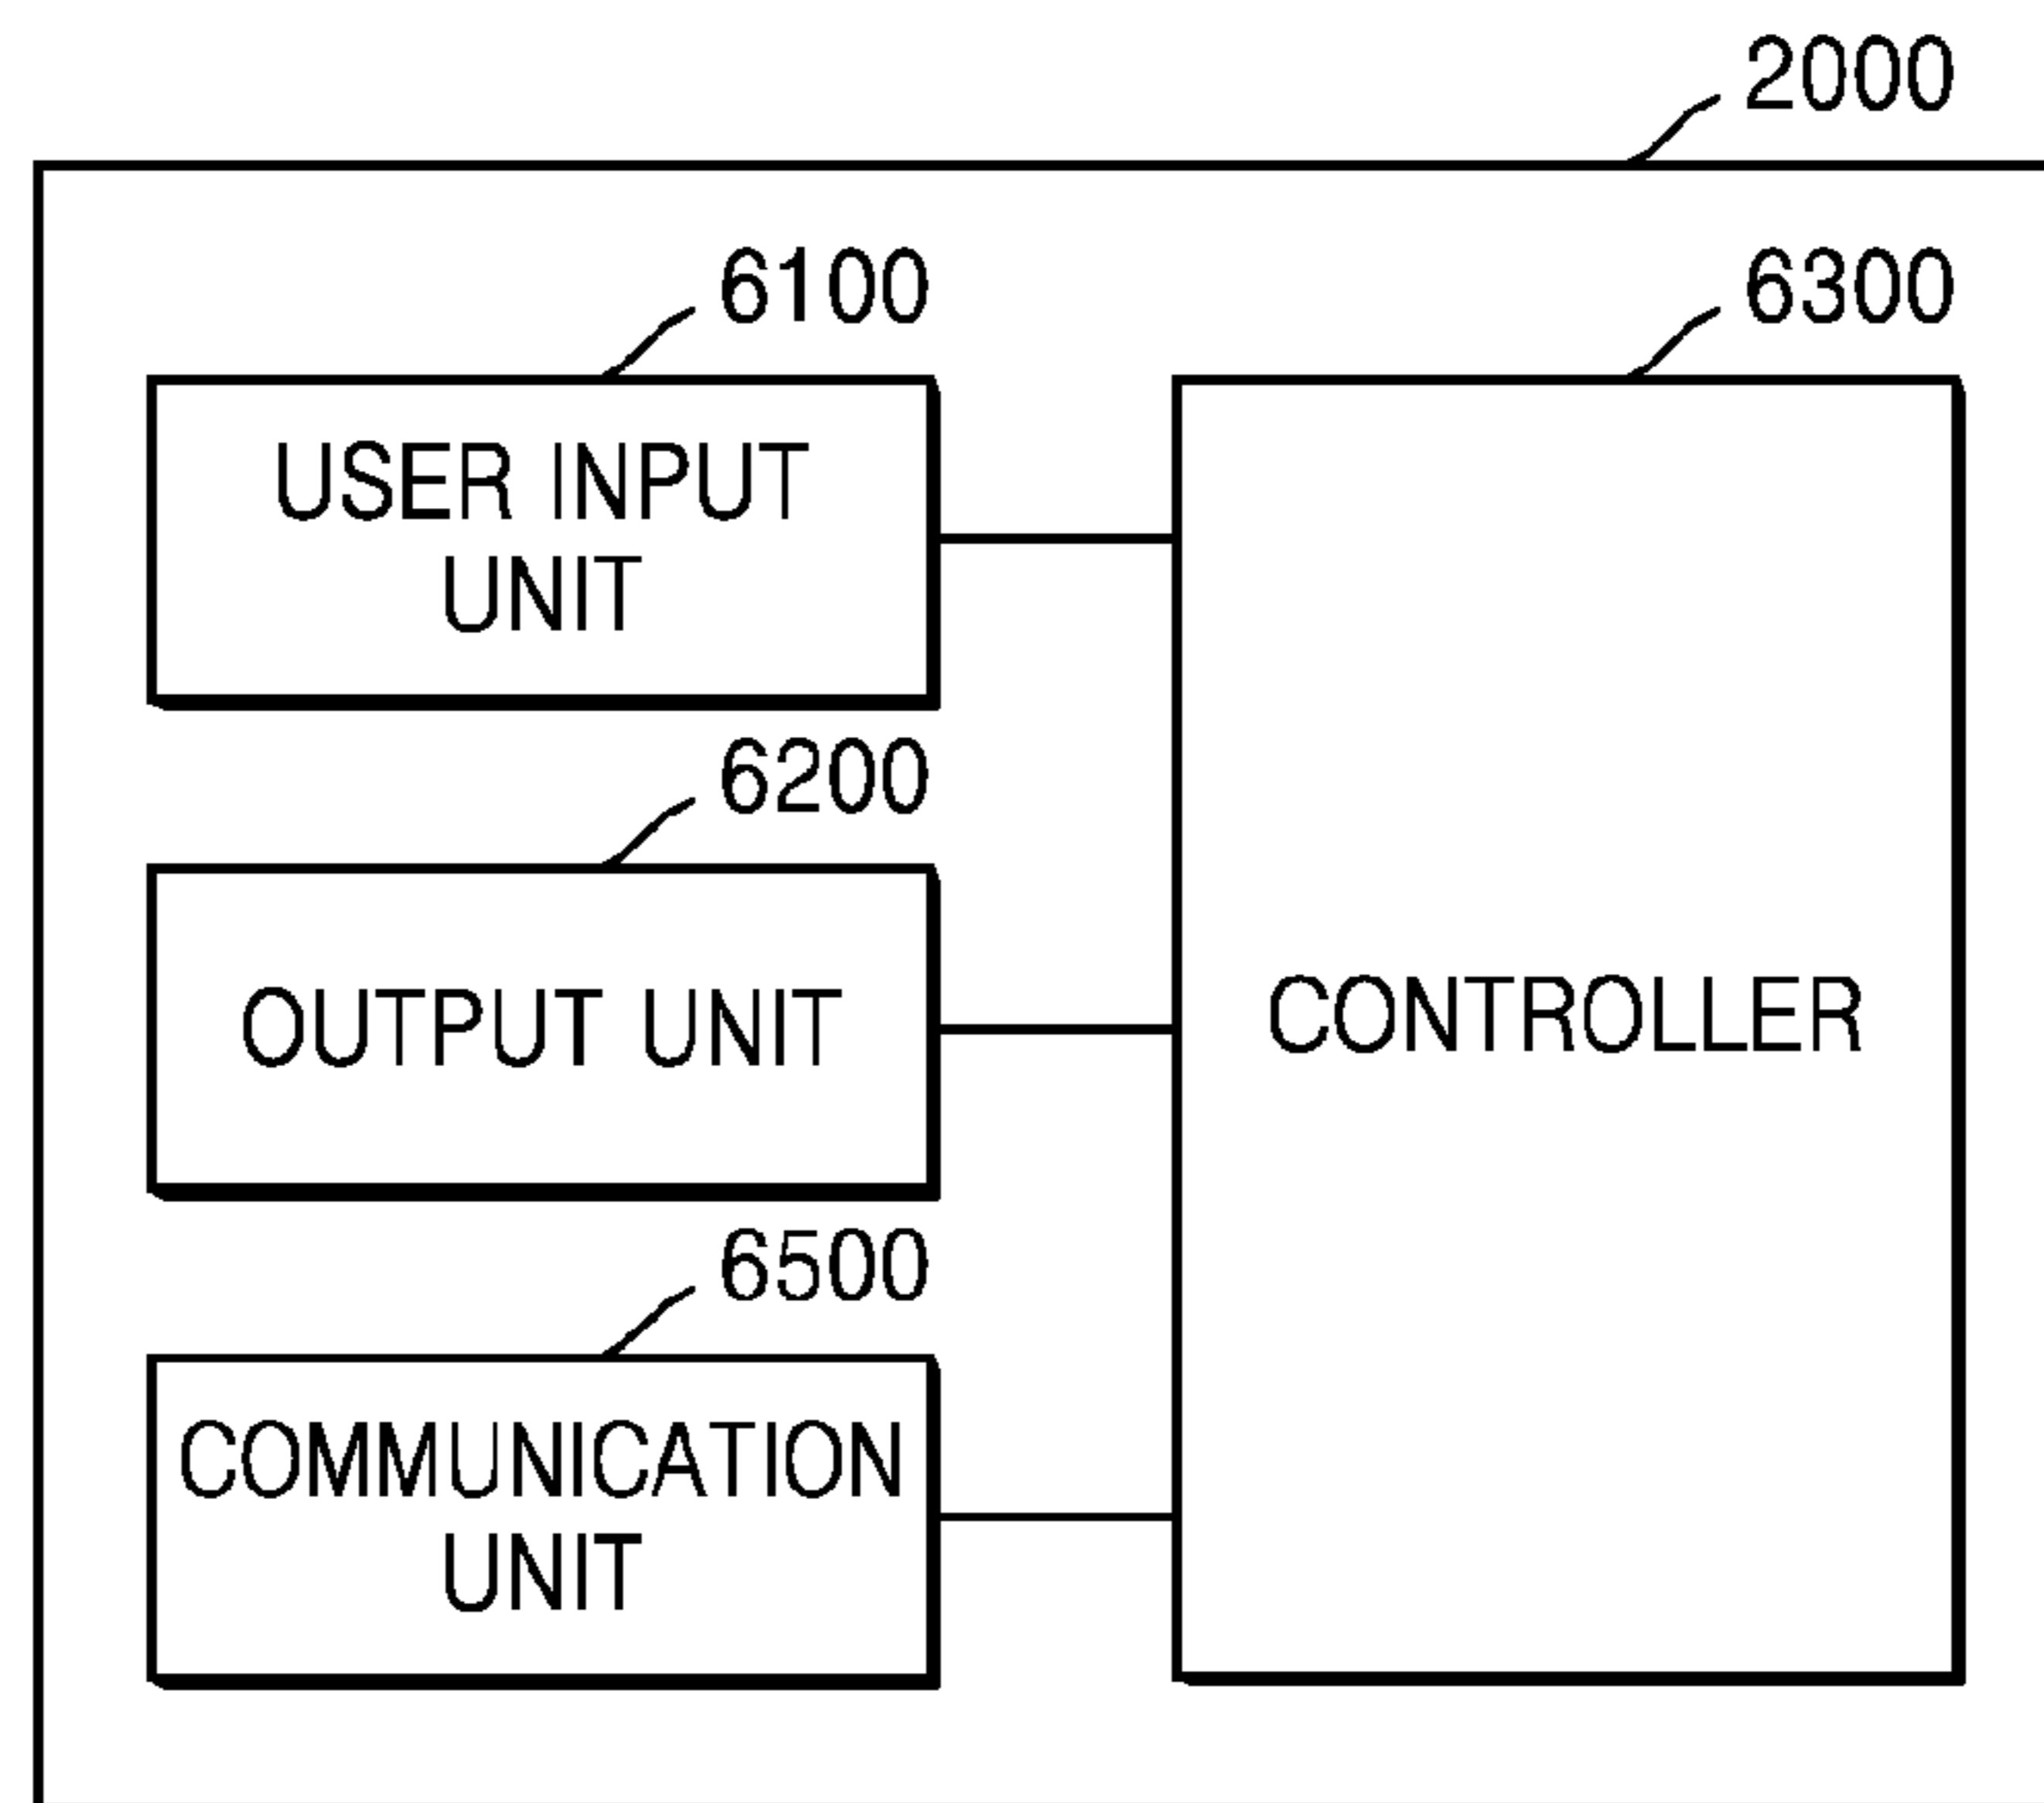 2000
6100
6300
USER INPUT
UNIT
6200
OUTPUT UNIT
CONTROLLER
6500
COMMUNICATION
UNIT